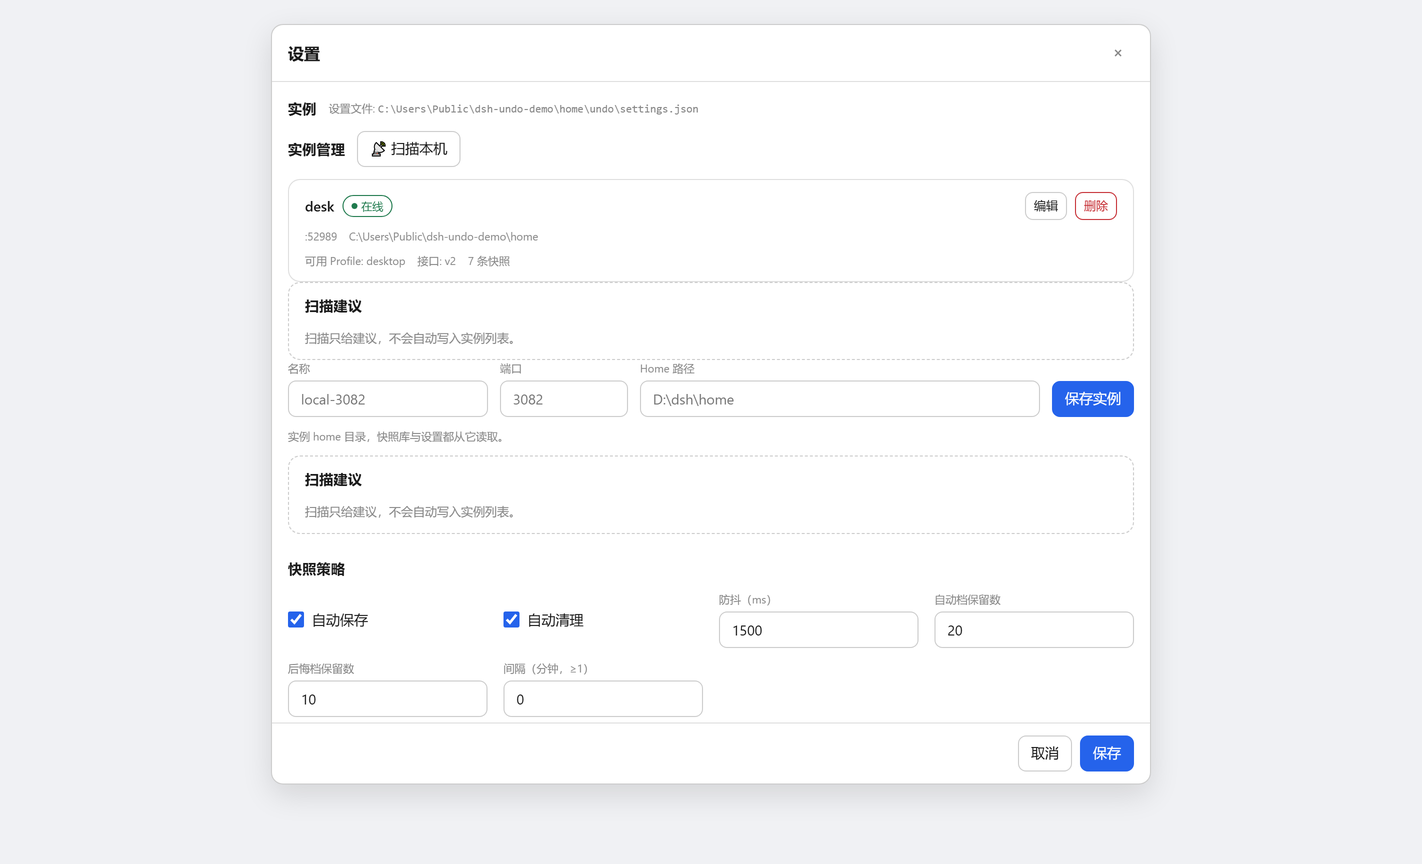 设置
×
实例 设置文件: C:\Users\Public\dsh-undo-demo\home\undo\settings.json
实例管理 扫描本机
desk 在线 编辑 删除
:52989 C:\Users\Public\dsh-undo-demo\home
可用 Profile: desktop 接口: v2 7 条快照
扫描建议
扫描只给建议，不会自动写入实例列表。
名称 端口 Home 路径
local-3082 3082 D:\dsh\home 保存实例
实例 home 目录，快照库与设置都从它读取。
扫描建议
扫描只给建议，不会自动写入实例列表。
快照策略
防抖（ms） 自动档保留数
自动保存 自动清理 1500 20
后悔档保留数 间隔（分钟，≥1）
10 0
取消 保存